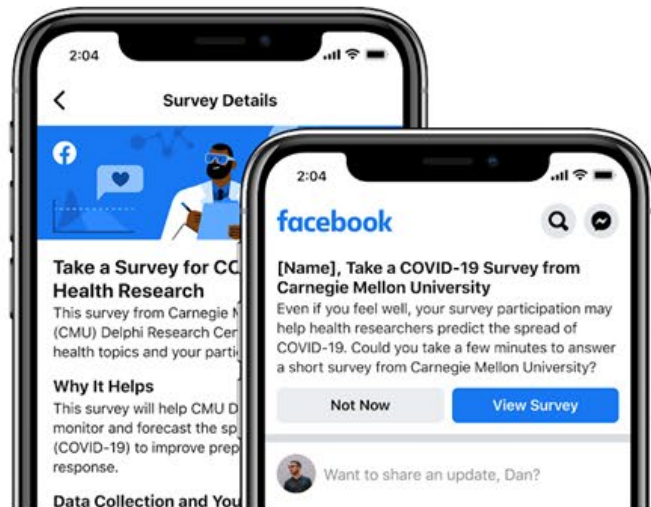 2:04
Survey Details
Take a Survey for CO
Health Research
This survey from Carnegie
(CMU) Delphi Research Cen
health topics and your parti
Why It Helps
This survey will help CMU D
monitor and forecast the sp
(COVID-19) to improve prep
response.
Data Collection and You
2:04
facebook
[Name], Take a COVID-19 Survey from
Carnegie Mellon University
Even if you feel well, your survey participation may
help health researchers predict the spread of
COVID-19. Could you take a few minutes to answer
a short survey from Carnegie Mellon University?
Not Now
View Survey
Want to share an update, Dan?